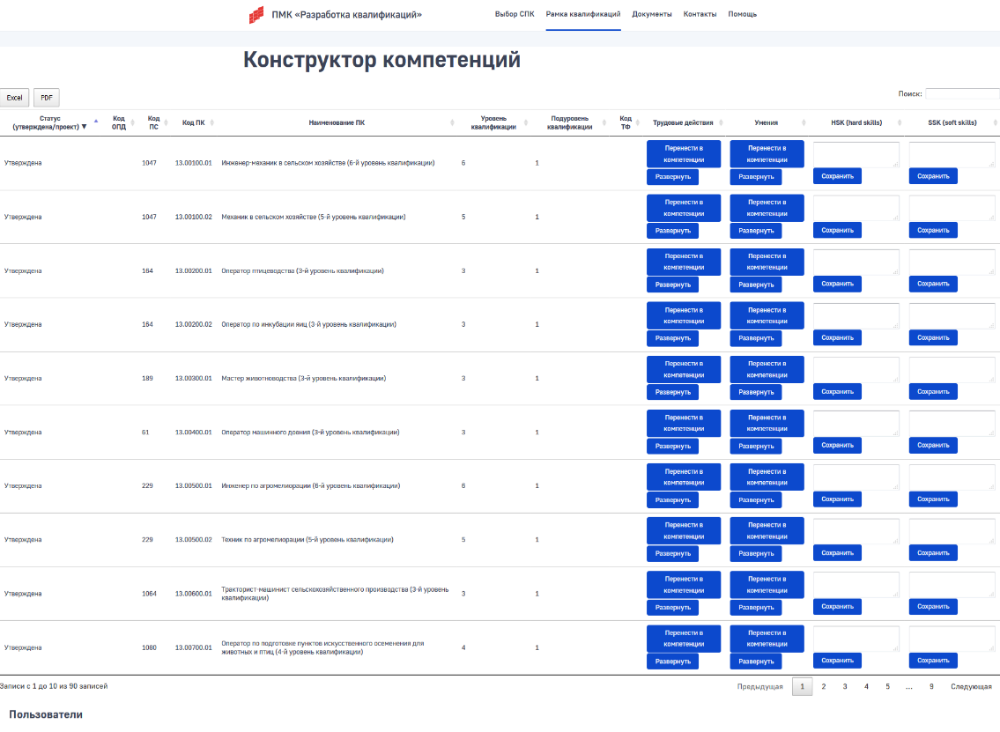 ПМК «Разработка квалификаций»
Выбор СПК Рамка квалификаций Документы Контакты Помощь
Конструктор компетенций
Excel PDF
Поиск:
Статус (утверждена/проект) ▼ Код ОПД Код ПС Код ПК Наименование ПК Уровень квалификации Подуровень квалификации Код ТФ Трудовые действия Умения HSK (hard skills) SSK (soft skills)
Утверждена 1047 13.00100.01 Инженер-механик в сельском хозяйстве (6-й уровень квалификации) 6 1 Перенести в компетенции Развернуть Перенести в компетенции Развернуть Сохранить Сохранить
Утверждена 1047 13.00100.02 Механик в сельском хозяйстве (5-й уровень квалификации) 5 1 Перенести в компетенции Развернуть Перенести в компетенции Развернуть Сохранить Сохранить
Утверждена 164 13.00200.01 Оператор птицеводства (3-й уровень квалификации) 3 1 Перенести в компетенции Развернуть Перенести в компетенции Развернуть Сохранить Сохранить
Утверждена 164 13.00200.02 Оператор по инкубации яиц (3-й уровень квалификации) 3 1 Перенести в компетенции Развернуть Перенести в компетенции Развернуть Сохранить Сохранить
Утверждена 189 13.00300.01 Мастер животноводства (3-й уровень квалификации) 3 1 Перенести в компетенции Развернуть Перенести в компетенции Развернуть Сохранить Сохранить
Утверждена 61 13.00400.01 Оператор машинного доения (3-й уровень квалификации) 3 1 Перенести в компетенции Развернуть Перенести в компетенции Развернуть Сохранить Сохранить
Утверждена 229 13.00500.01 Инженер по агромелиорации (6-й уровень квалификации) 6 1 Перенести в компетенции Развернуть Перенести в компетенции Развернуть Сохранить Сохранить
Утверждена 229 13.00500.02 Техник по агромелиорации (5-й уровень квалификации) 5 1 Перенести в компетенции Развернуть Перенести в компетенции Развернуть Сохранить Сохранить
Утверждена 1064 13.00600.01 Тракторист-машинист сельскохозяйственного производства (3-й уровень квалификации) 3 1 Перенести в компетенции Развернуть Перенести в компетенции Развернуть Сохранить Сохранить
Утверждена 1080 13.00700.01 Оператор по подготовке пунктов искусственного осеменения для животных и птиц (4-й уровень квалификации) 4 1 Перенести в компетенции Развернуть Перенести в компетенции Развернуть Сохранить Сохранить
Записи с 1 до 10 из 90 записей
Предыдущая 1 2 3 4 5 ... 9 Следующая
Пользователи